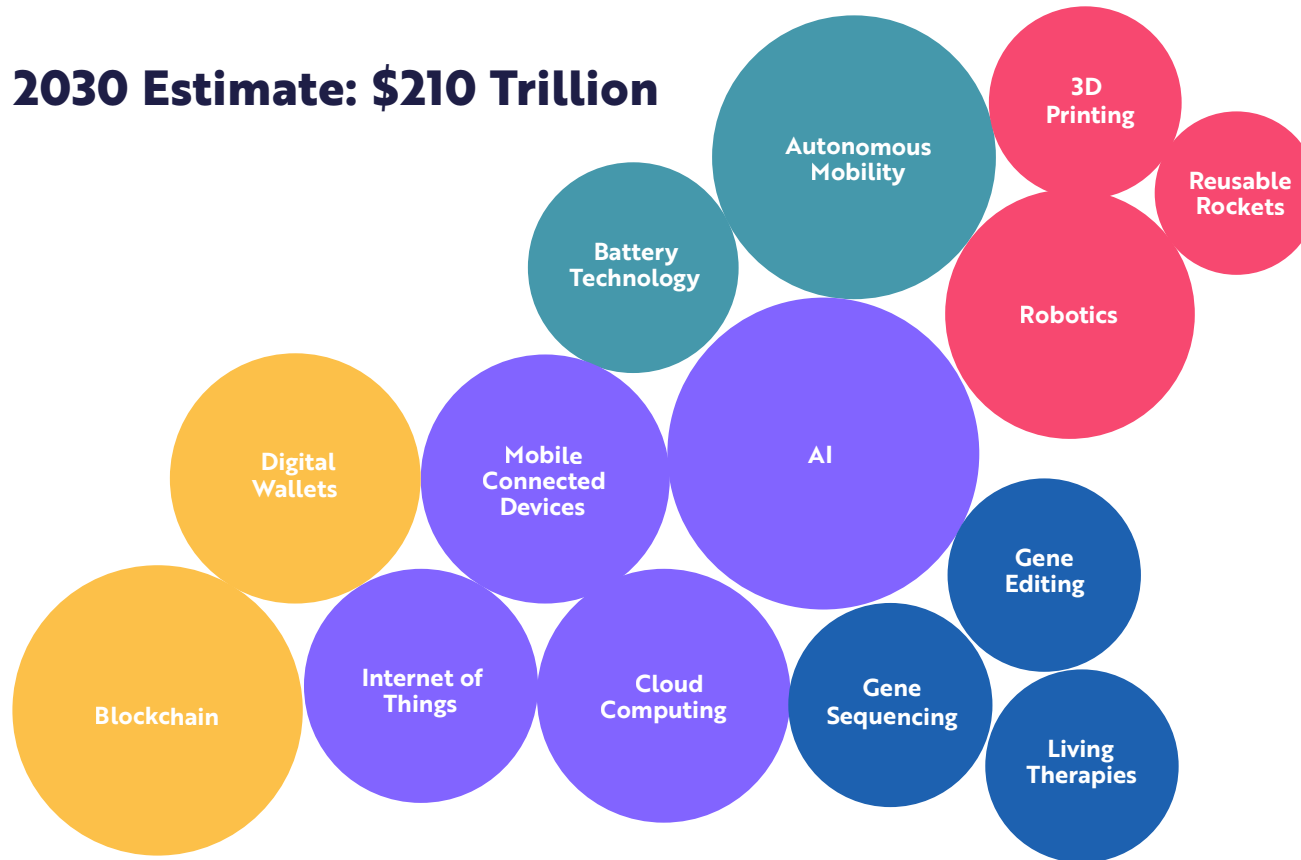 2030 Estimate: $210 Trillion
3D
Printing
Autonomous
Mobility
Reusable
Rockets
Battery
Technology
Robotics
Digital
Wallets
Mobile
Connected
Devices
AI
Gene
Editing
Blockchain
Internet of
Things
Cloud
Computing
Gene
Sequencing
Living
Therapies